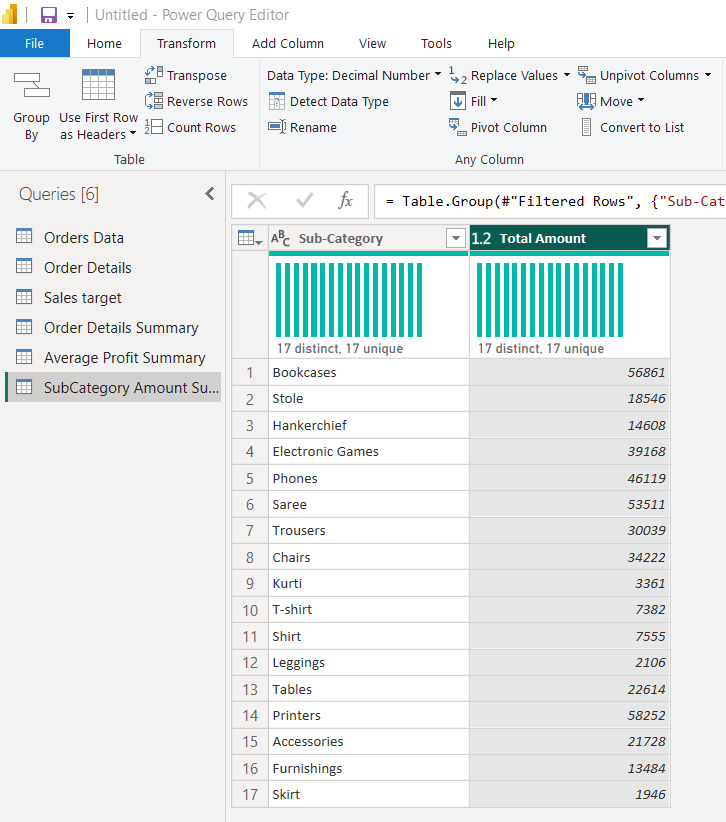 Untitled - Power Query Editor
File Home Transform Add Column View Tools Help
Group By
Use First Row as Headers
Transpose
Reverse Rows
Count Rows
Table
Data Type: Decimal Number
Detect Data Type
Rename
Replace Values
Fill
Pivot Column
Unpivot Columns
Move
Convert to List
Any Column
Queries [6]
Orders Data
Order Details
Sales target
Order Details Summary
Average Profit Summary
SubCategory Amount Su...
fx = Table.Group(#"Filtered Rows", {"Sub-Cat
ABC Sub-Category 1.2 Total Amount
17 distinct, 17 unique 17 distinct, 17 unique
1 Bookcases 56861
2 Stole 18546
3 Hankerchief 14608
4 Electronic Games 39168
5 Phones 46119
6 Saree 53511
7 Trousers 30039
8 Chairs 34222
9 Kurti 3361
10 T-shirt 7382
11 Shirt 7555
12 Leggings 2106
13 Tables 22614
14 Printers 58252
15 Accessories 21728
16 Furnishings 13484
17 Skirt 1946